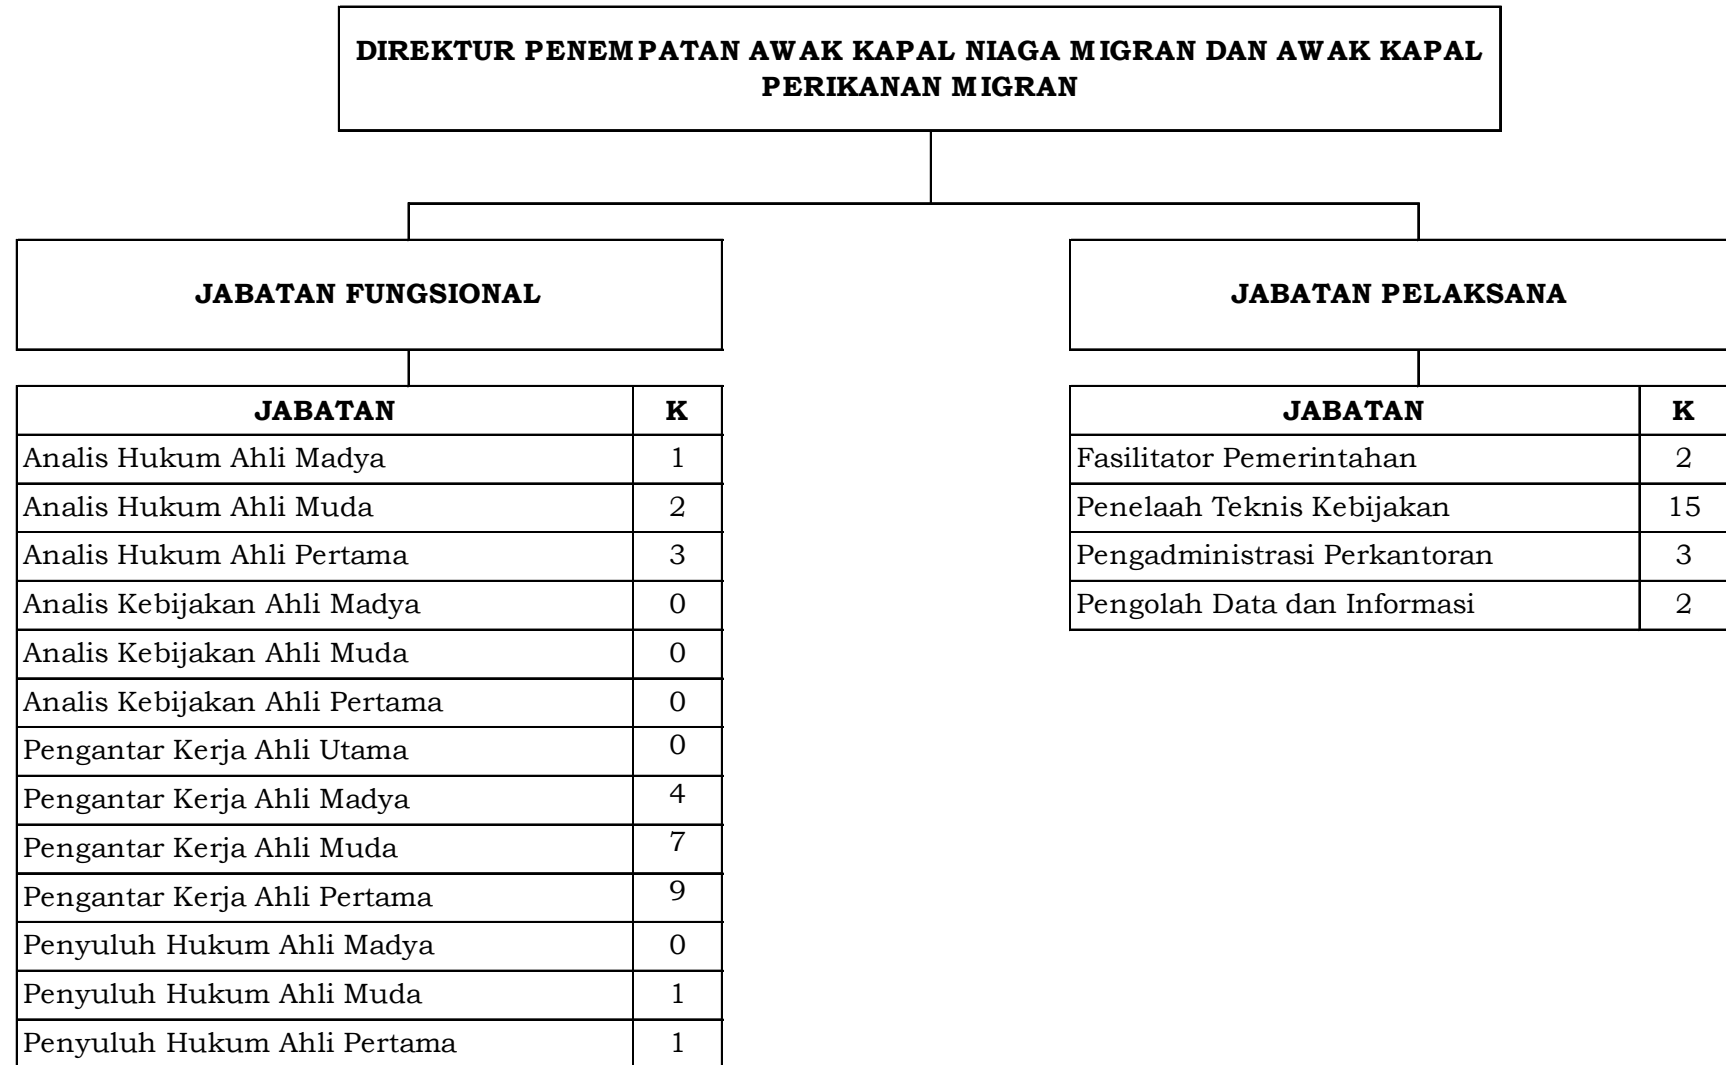 DIREKTUR PENEMPATAN AWAK KAPAL NIAGA MIGRAN DAN AWAK KAPAL
PERIKANAN MIGRAN
JABATAN FUNGSIONAL
JABATAN K
Analis Hukum Ahli Madya 1
Analis Hukum Ahli Muda 2
Analis Hukum Ahli Pertama 3
Analis Kebijakan Ahli Madya 0
Analis Kebijakan Ahli Muda 0
Analis Kebijakan Ahli Pertama 0
Pengantar Kerja Ahli Utama 0
Pengantar Kerja Ahli Madya 4
Pengantar Kerja Ahli Muda 7
Pengantar Kerja Ahli Pertama 9
Penyuluh Hukum Ahli Madya 0
Penyuluh Hukum Ahli Muda 1
Penyuluh Hukum Ahli Pertama 1
JABATAN PELAKSANA
JABATAN K
Fasilitator Pemerintahan 2
Penelaah Teknis Kebijakan 15
Pengadministrasi Perkantoran 3
Pengolah Data dan Informasi 2